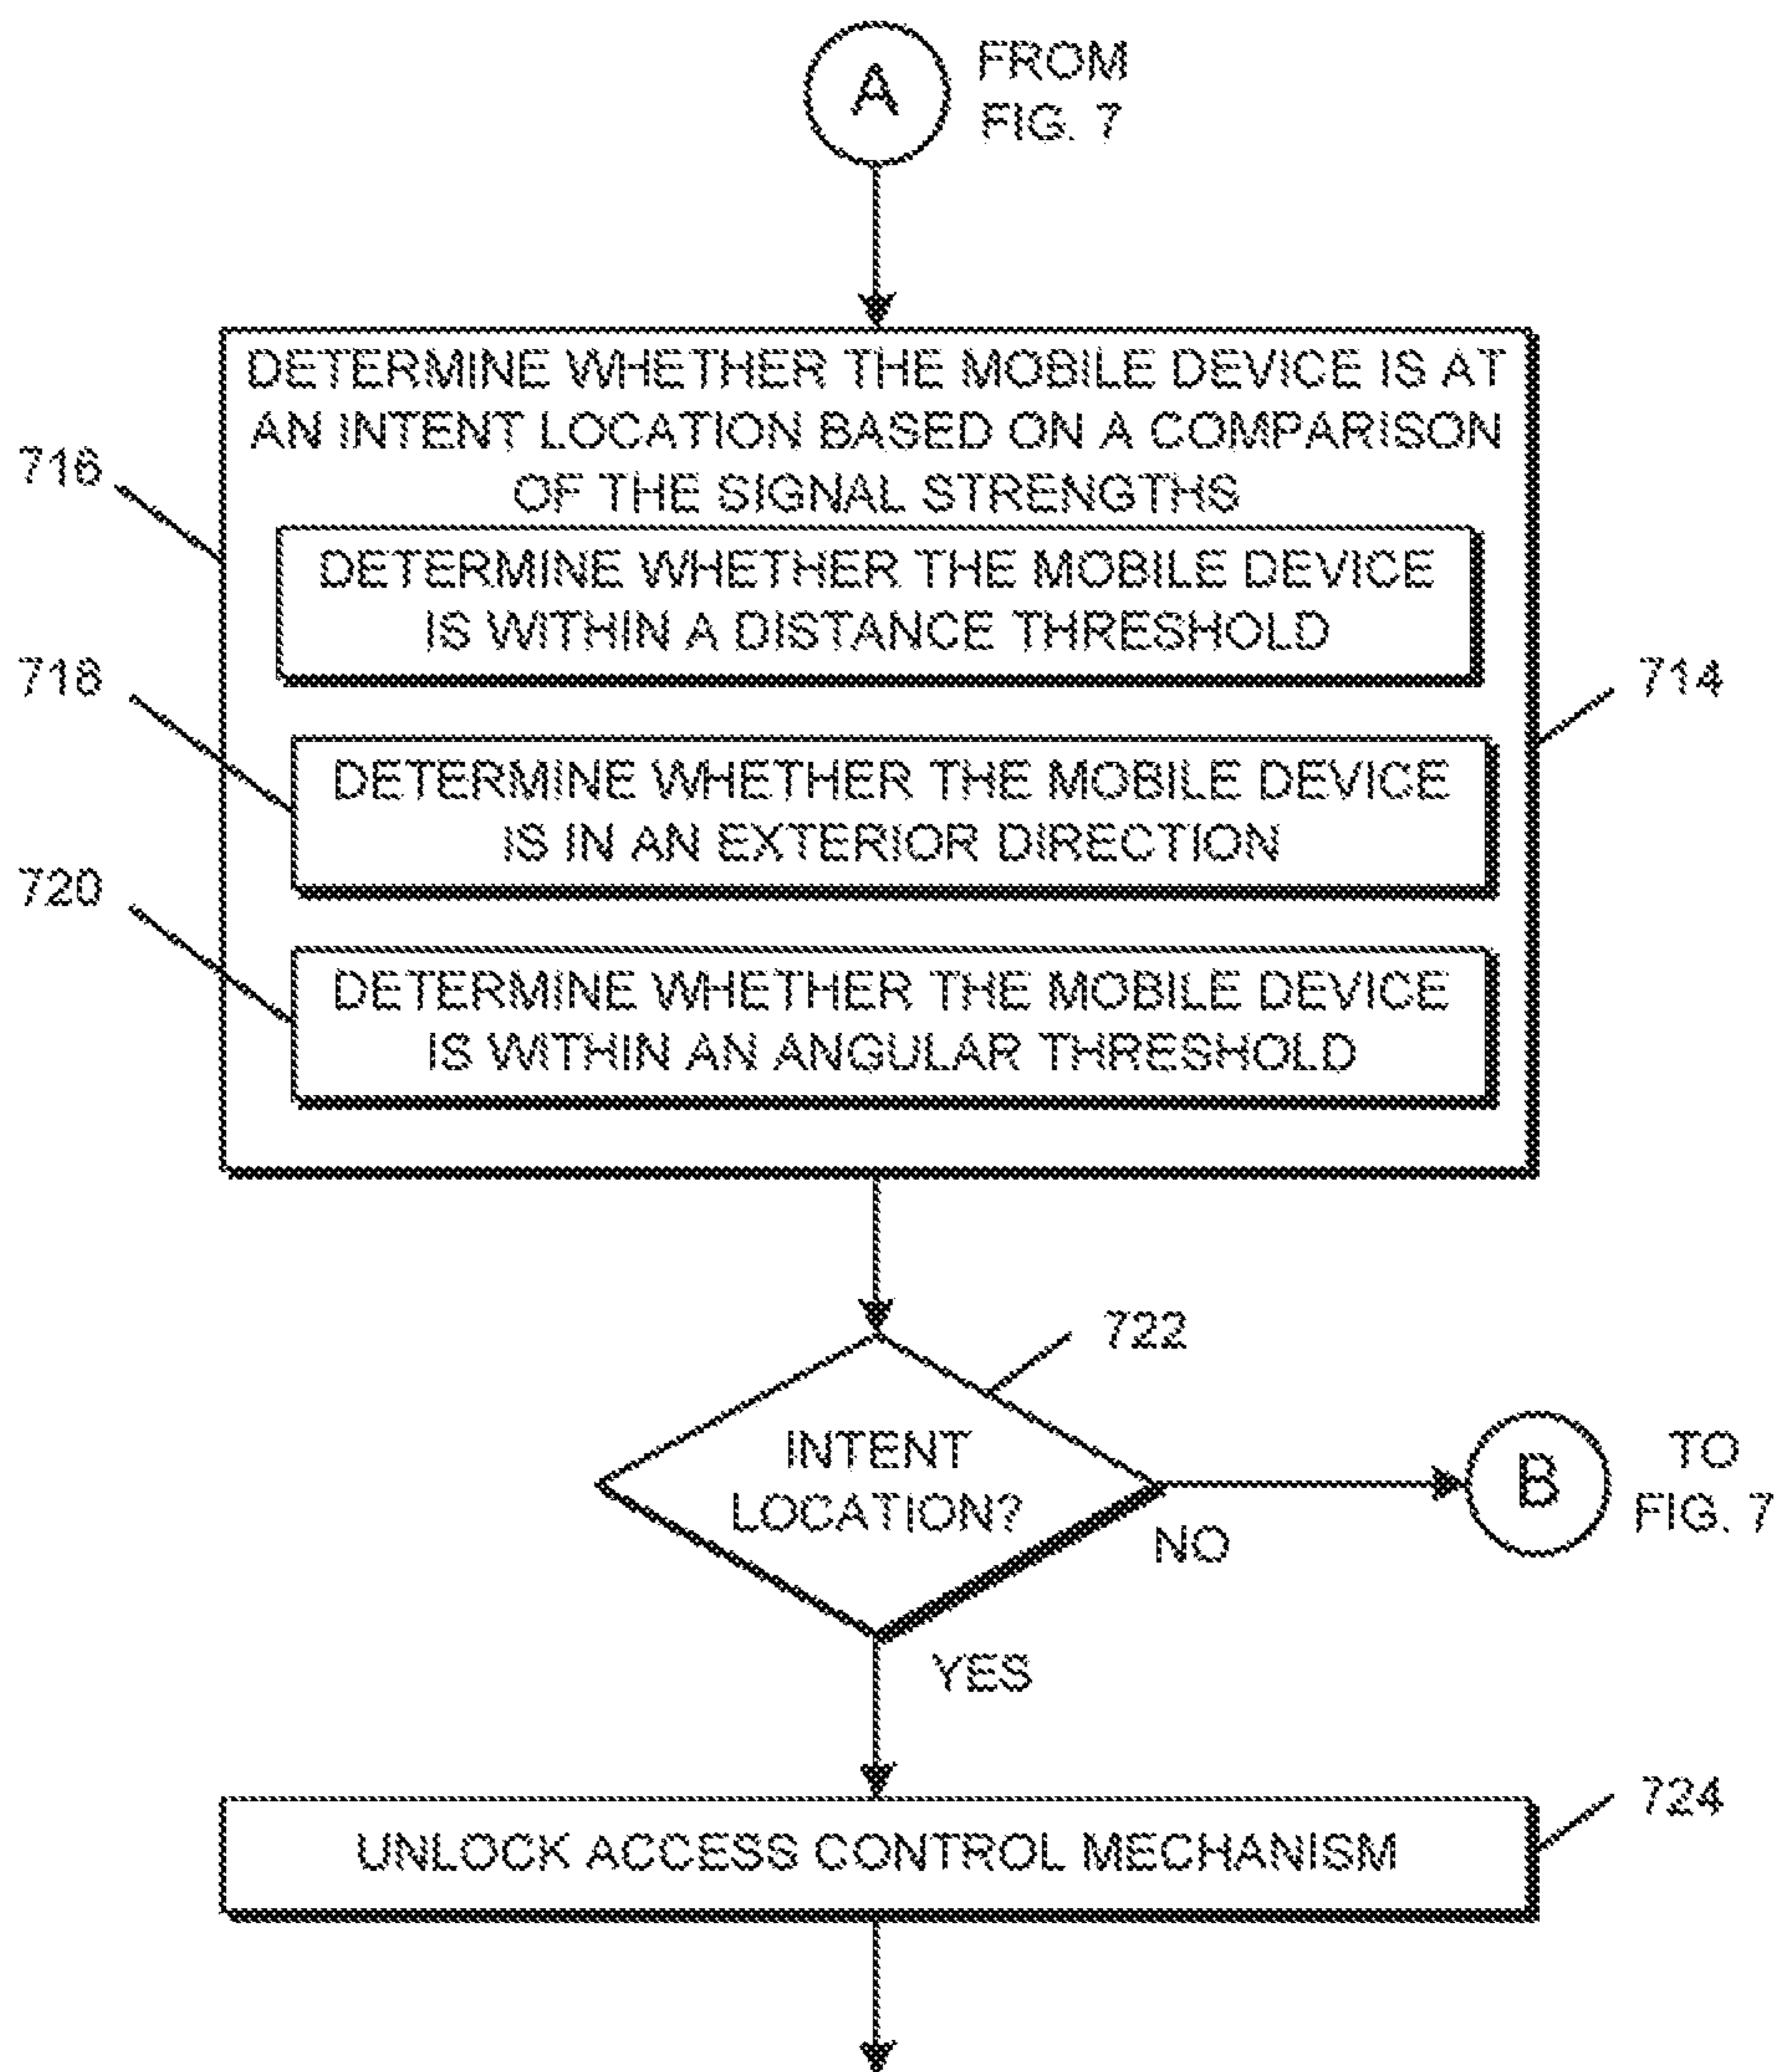 A
FROM
FIG. 7
DETERMINE WHETHER THE MOBILE DEVICE IS AT
AN INTENT LOCATION BASED ON A COMPARISON
OF THE SIGNAL STRENGTHS
716
DETERMINE WHETHER THE MOBILE DEVICE
IS WITHIN A DISTANCE THRESHOLD
718
714
DETERMINE WHETHER THE MOBILE DEVICE
IS IN AN EXTERIOR DIRECTION
720
DETERMINE WHETHER THE MOBILE DEVICE
IS WITHIN AN ANGULAR THRESHOLD
722
INTENT
LOCATION?
NO
B
TO
FIG. 7
YES
724
UNLOCK ACCESS CONTROL MECHANISM